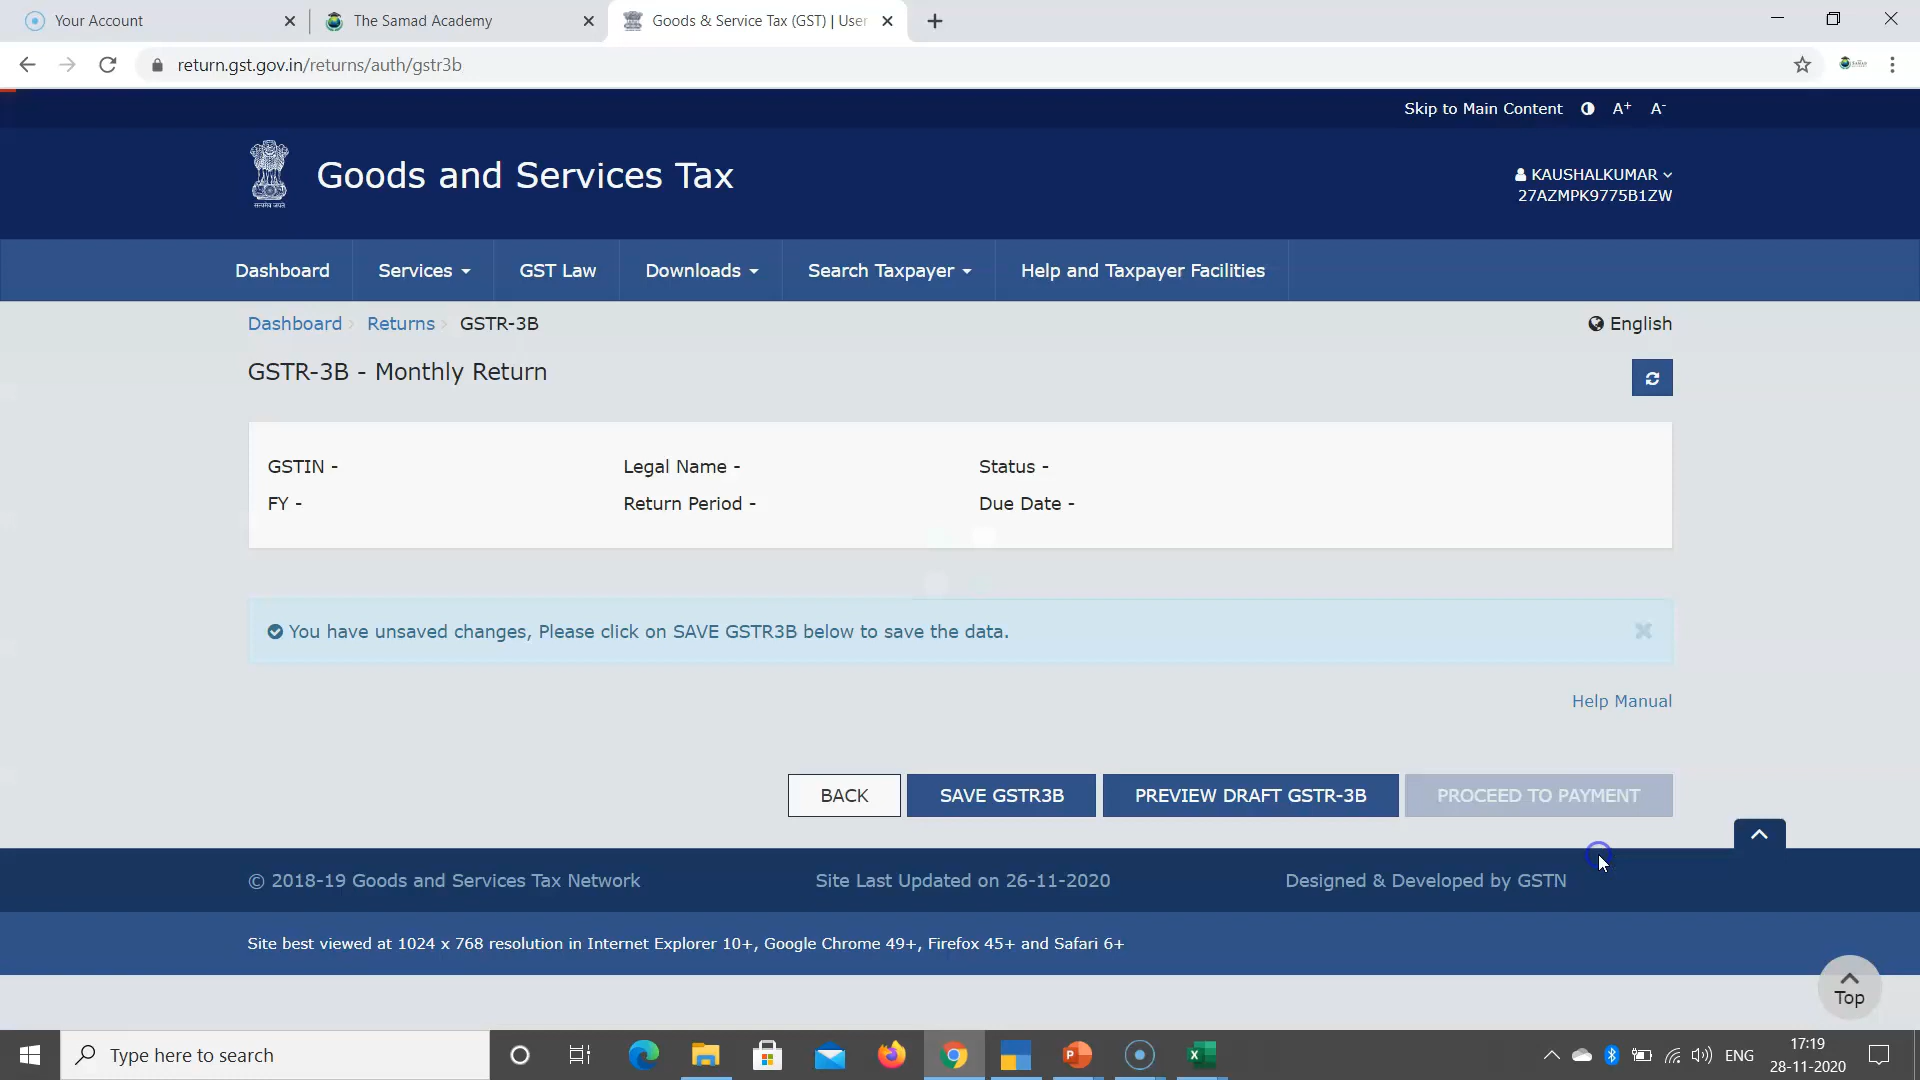 Your Account
The Samad Academy
Goods & Service Tax (GST) | User
return.gst.gov.in/returns/auth/gstr3b
Skip to Main Content A+ A-
Goods and Services Tax
सत्यमेव जयते
KAUSHALKUMAR
27AZMPK9775B1ZW
Dashboard Services GST Law Downloads Search Taxpayer Help and Taxpayer Facilities
Dashboard Returns GSTR-3B
English
GSTR-3B - Monthly Return
GSTIN - Legal Name - Status -
FY - Return Period - Due Date -
You have unsaved changes, Please click on SAVE GSTR3B below to save the data.
Help Manual
BACK SAVE GSTR3B PREVIEW DRAFT GSTR-3B PROCEED TO PAYMENT
© 2018-19 Goods and Services Tax Network Site Last Updated on 26-11-2020 Designed & Developed by GSTN
Site best viewed at 1024 x 768 resolution in Internet Explorer 10+, Google Chrome 49+, Firefox 45+ and Safari 6+
Top
Type here to search
ENG
17:19
28-11-2020